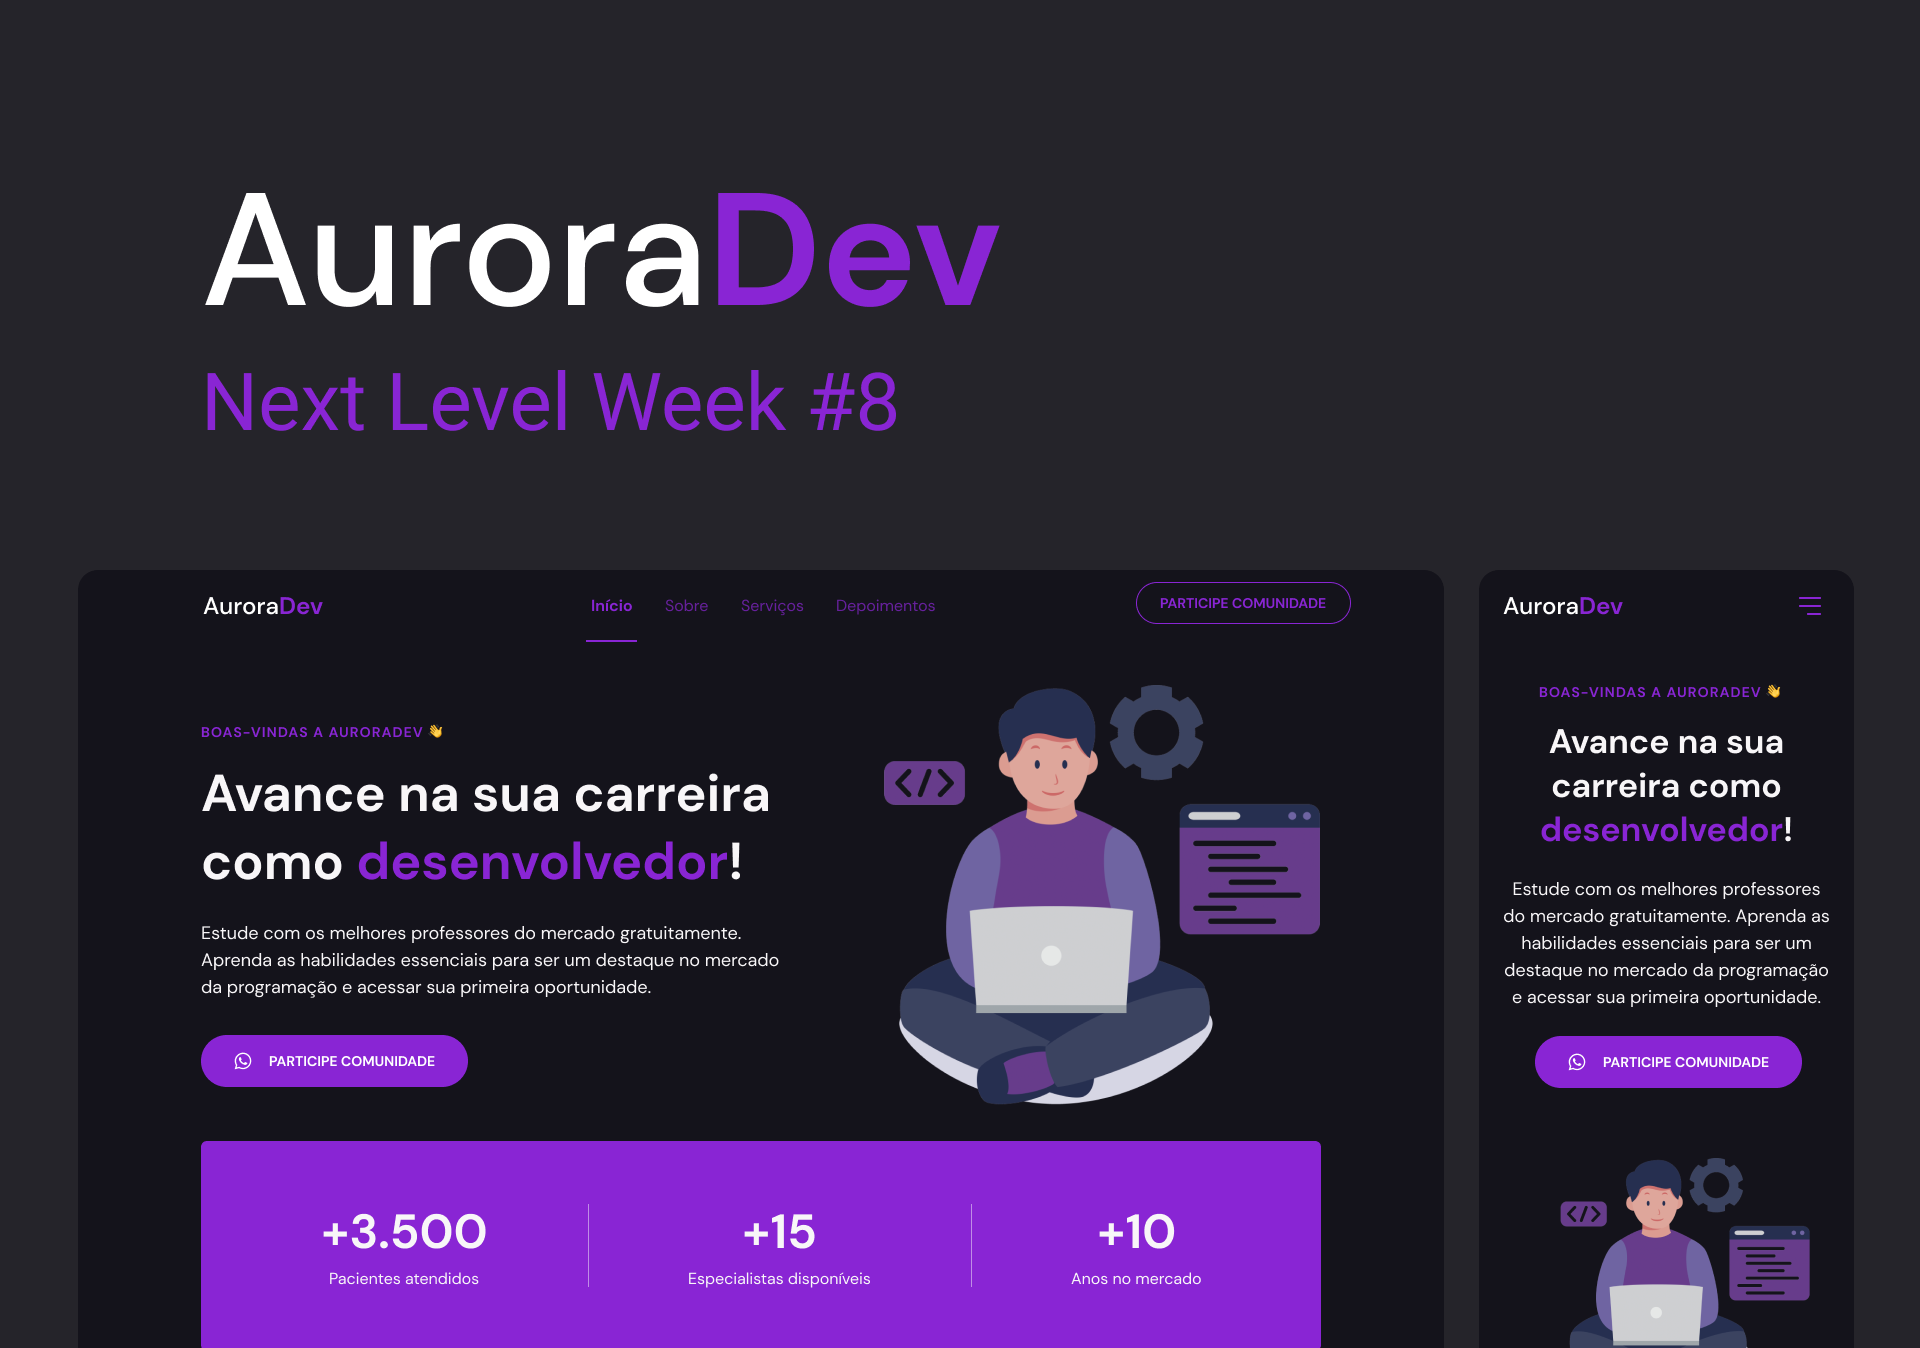 AuroraDev
Next Level Week #8
AuroraDev
Início
Sobre
Serviços
Depoimentos
PARTICIPE COMUNIDADE
BOAS-VINDAS A AURORADEV 👋
Avance na sua carreira
como desenvolvedor!
Estude com os melhores professores do mercado gratuitamente.
Aprenda as habilidades essenciais para ser um destaque no mercado
da programação e acessar sua primeira oportunidade.
PARTICIPE COMUNIDADE
</>
+3.500
Pacientes atendidos
+15
Especialistas disponíveis
+10
Anos no mercado
AuroraDev
BOAS-VINDAS A AURORADEV 👋
Avance na sua
carreira como
desenvolvedor!
Estude com os melhores professores
do mercado gratuitamente. Aprenda as
habilidades essenciais para ser um
destaque no mercado da programação
e acessar sua primeira oportunidade.
PARTICIPE COMUNIDADE
</>